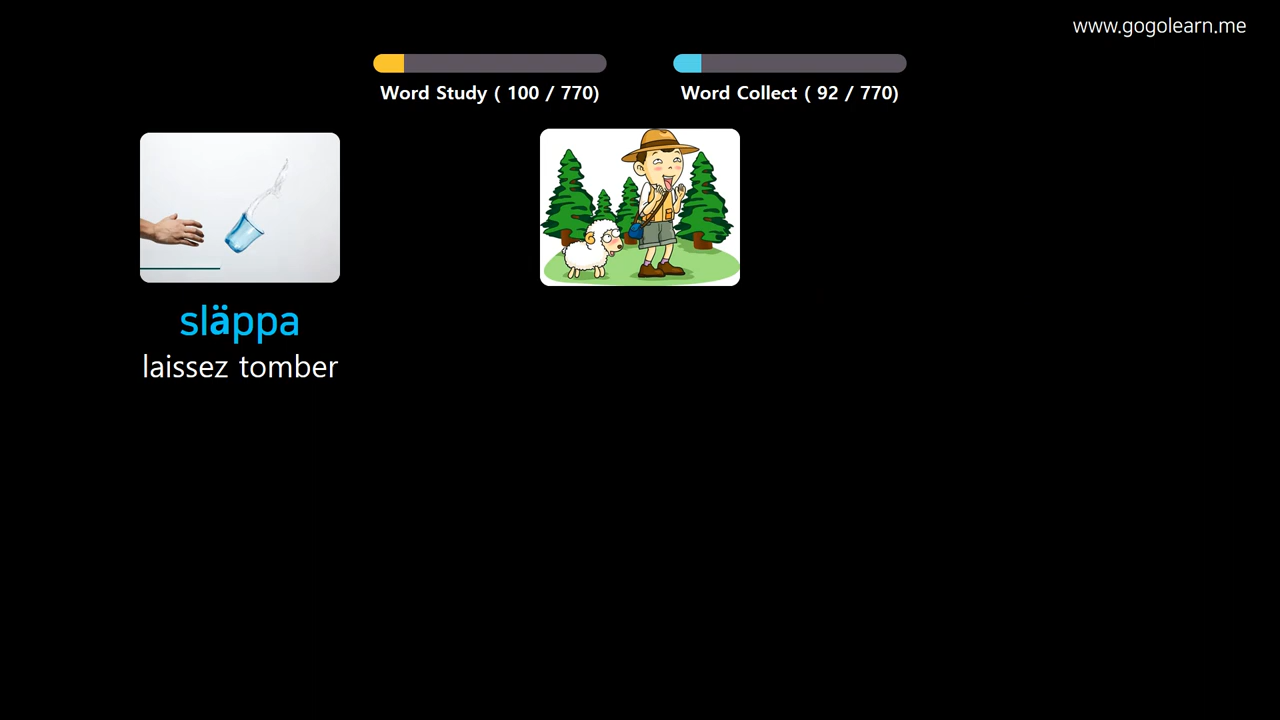 www.gogolearn.me
Word Study ( 100 / 770)
Word Collect ( 92 / 770)
släppa
laissez tomber